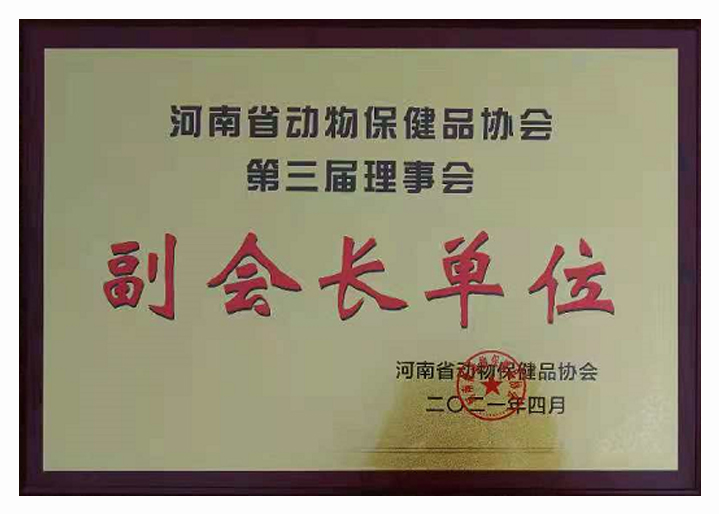 河南省动物保健品协会
第三届理事会
副会长单位
河南省动物保健品协会
二〇二一年四月